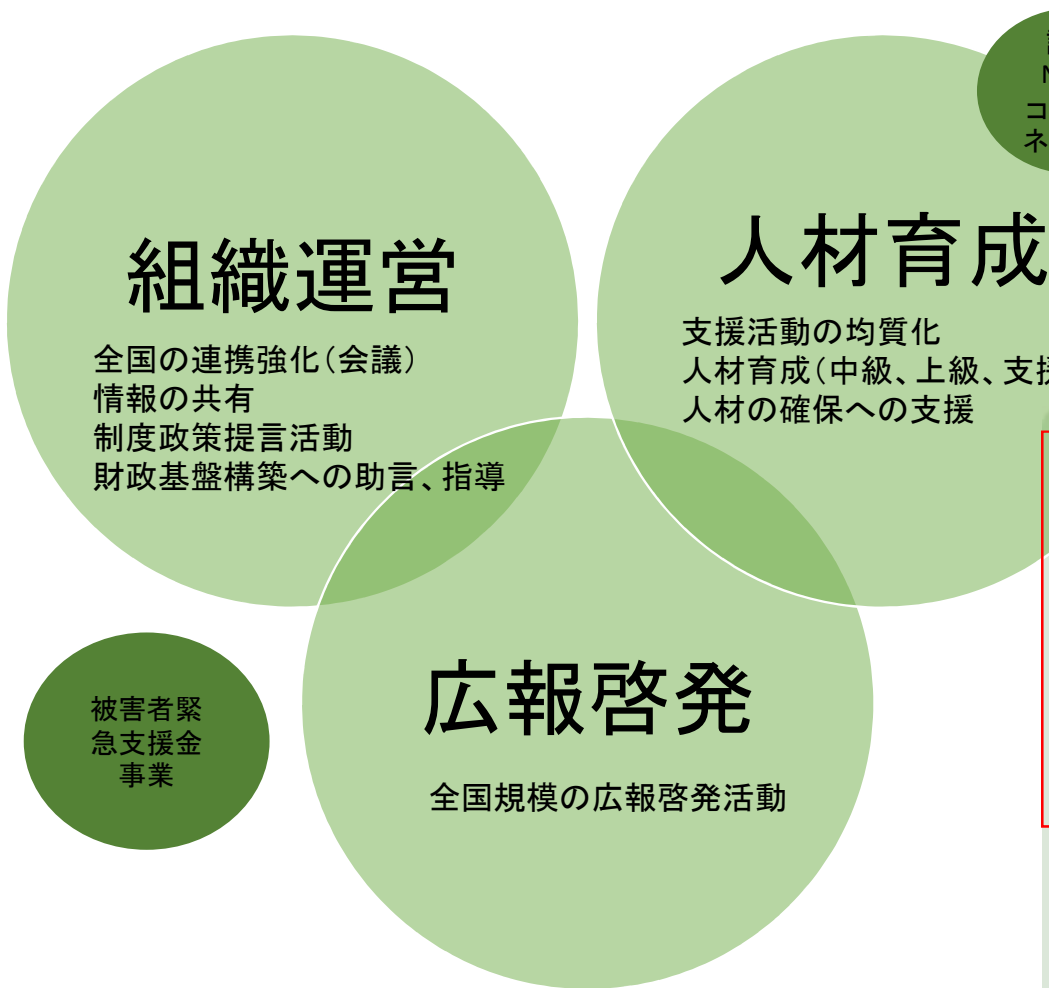 組織運営
全国の連携強化（会議）
情報の共有
制度政策提言活動
財政基盤構築への助言、指導
人材育成
支援活動の均質化
人材育成（中級、上級、支援
人材の確保への支援
広報啓発
全国規模の広報啓発活動
被害者緊
急支援金
事業